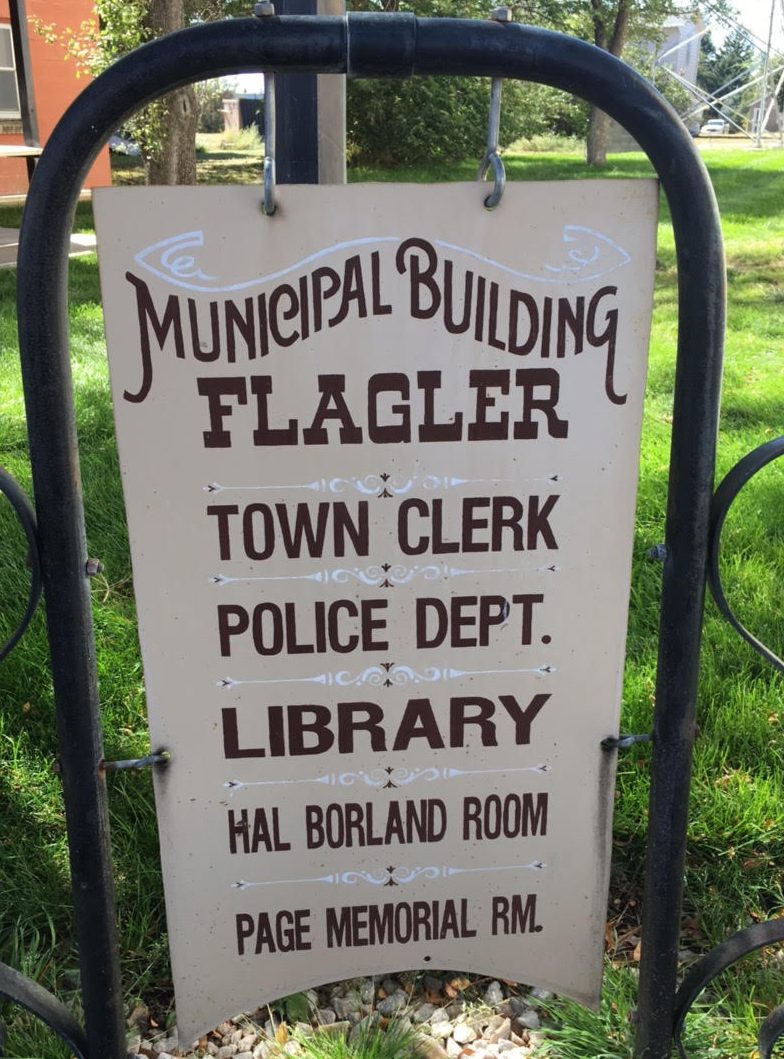 MUNICIPAL BUILDING
FLAGLER
TOWN CLERK
POLICE DEPT.
LIBRARY
HAL BORLAND ROOM
PAGE MEMORIAL RM.